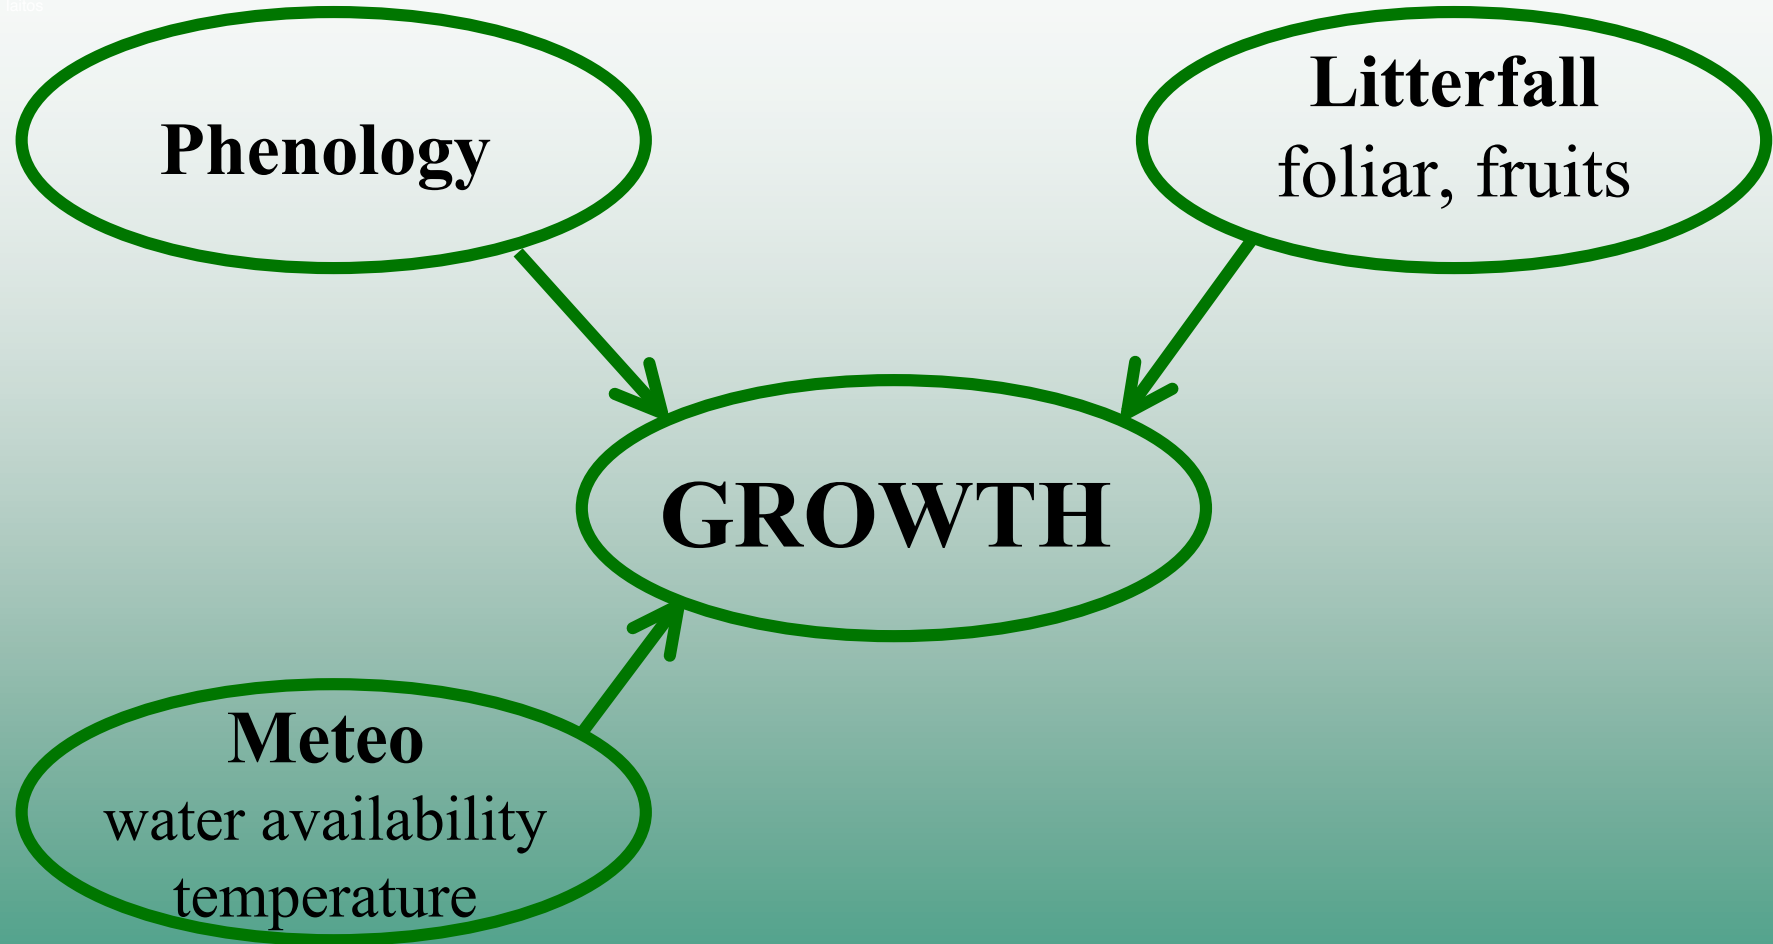 Phenology
Litterfall
foliar, fruits
GROWTH
Meteo
water availability
temperature